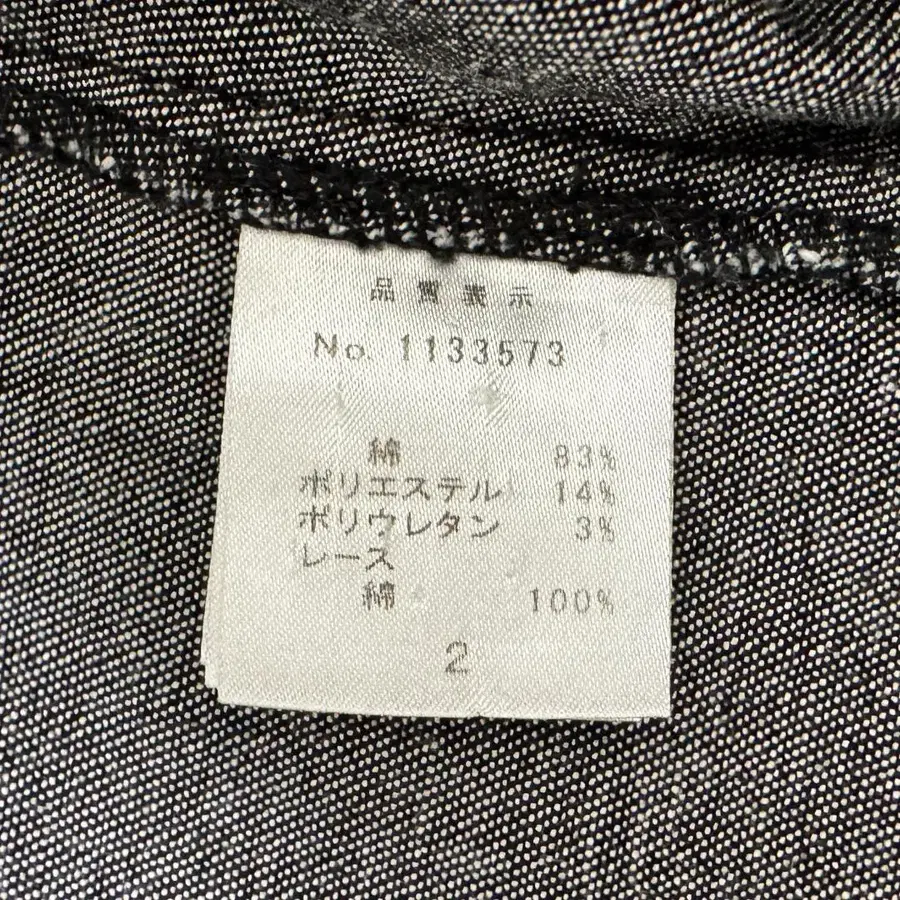 品質表示
No. 1133573
綿 83%
ポリエステル 14%
ポリウレタン 3%
レース
綿 100%
2